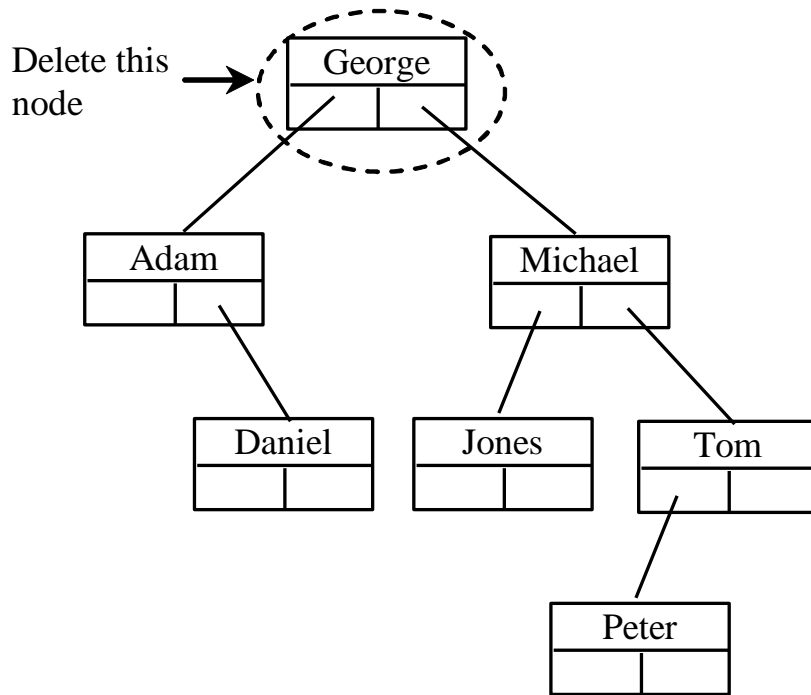 George
Delete this
node
Adam
Michael
Daniel
Jones
Tom
Peter